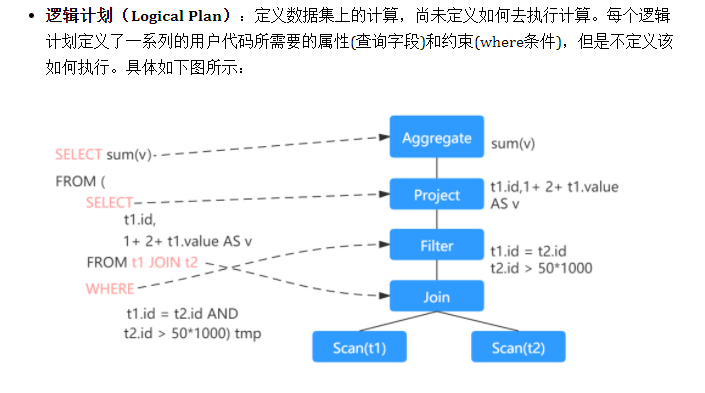 • 逻辑计划（Logical Plan）: 定义数据集上的计算，尚未定义如何去执行计算。每个逻辑
计划定义了一系列的用户代码所需要的属性(查询字段)和约束(where条件)，但是不定义该
如何执行。具体如下图所示：
SELECT sum(v)
FROM (
SELECT
t1.id,
1+ 2+ t1.value AS v
FROM t1 JOIN t2
WHERE
t1.id = t2.id AND
t2.id > 50*1000) tmp
Aggregate
sum(v)
Project
t1.id,1+ 2+ t1.value
AS v
Filter
t1.id = t2.id
t2.id > 50*1000
Join
Scan(t1)
Scan(t2)